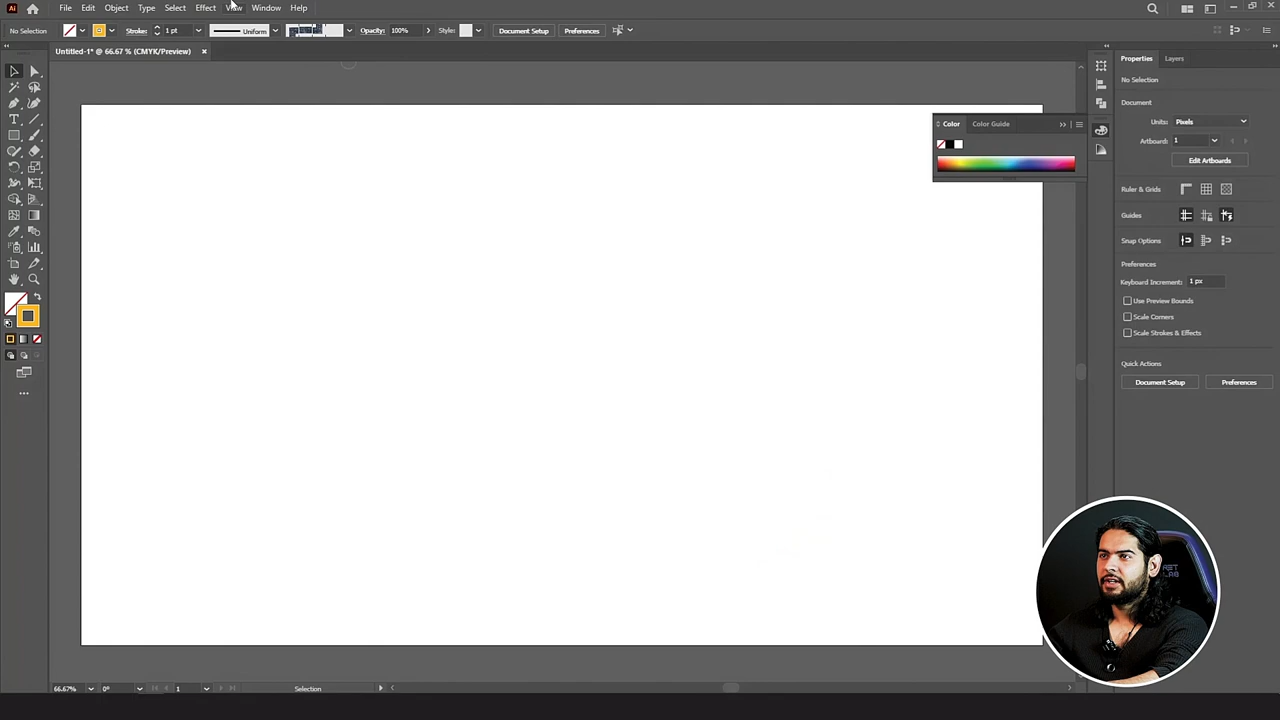 Ai File Edit Object Type Select Effect View Window Help
No Selection Stroke: 1 pt Uniform Opacity: 100% Style: Document Setup Preferences
Untitled-1* @ 66.67 % (CMYK/Preview) ×
Properties Layers
No Selection
Document
Units: Pixels
Artboard: 1
Edit Artboards
Ruler & Grids
Guides
Snap Options
Preferences
Keyboard Increment: 1 px
Use Preview Bounds
Scale Corners
Scale Strokes & Effects
Quick Actions
Document Setup Preferences
Color Color Guide
66.67% 0° 1 Selection